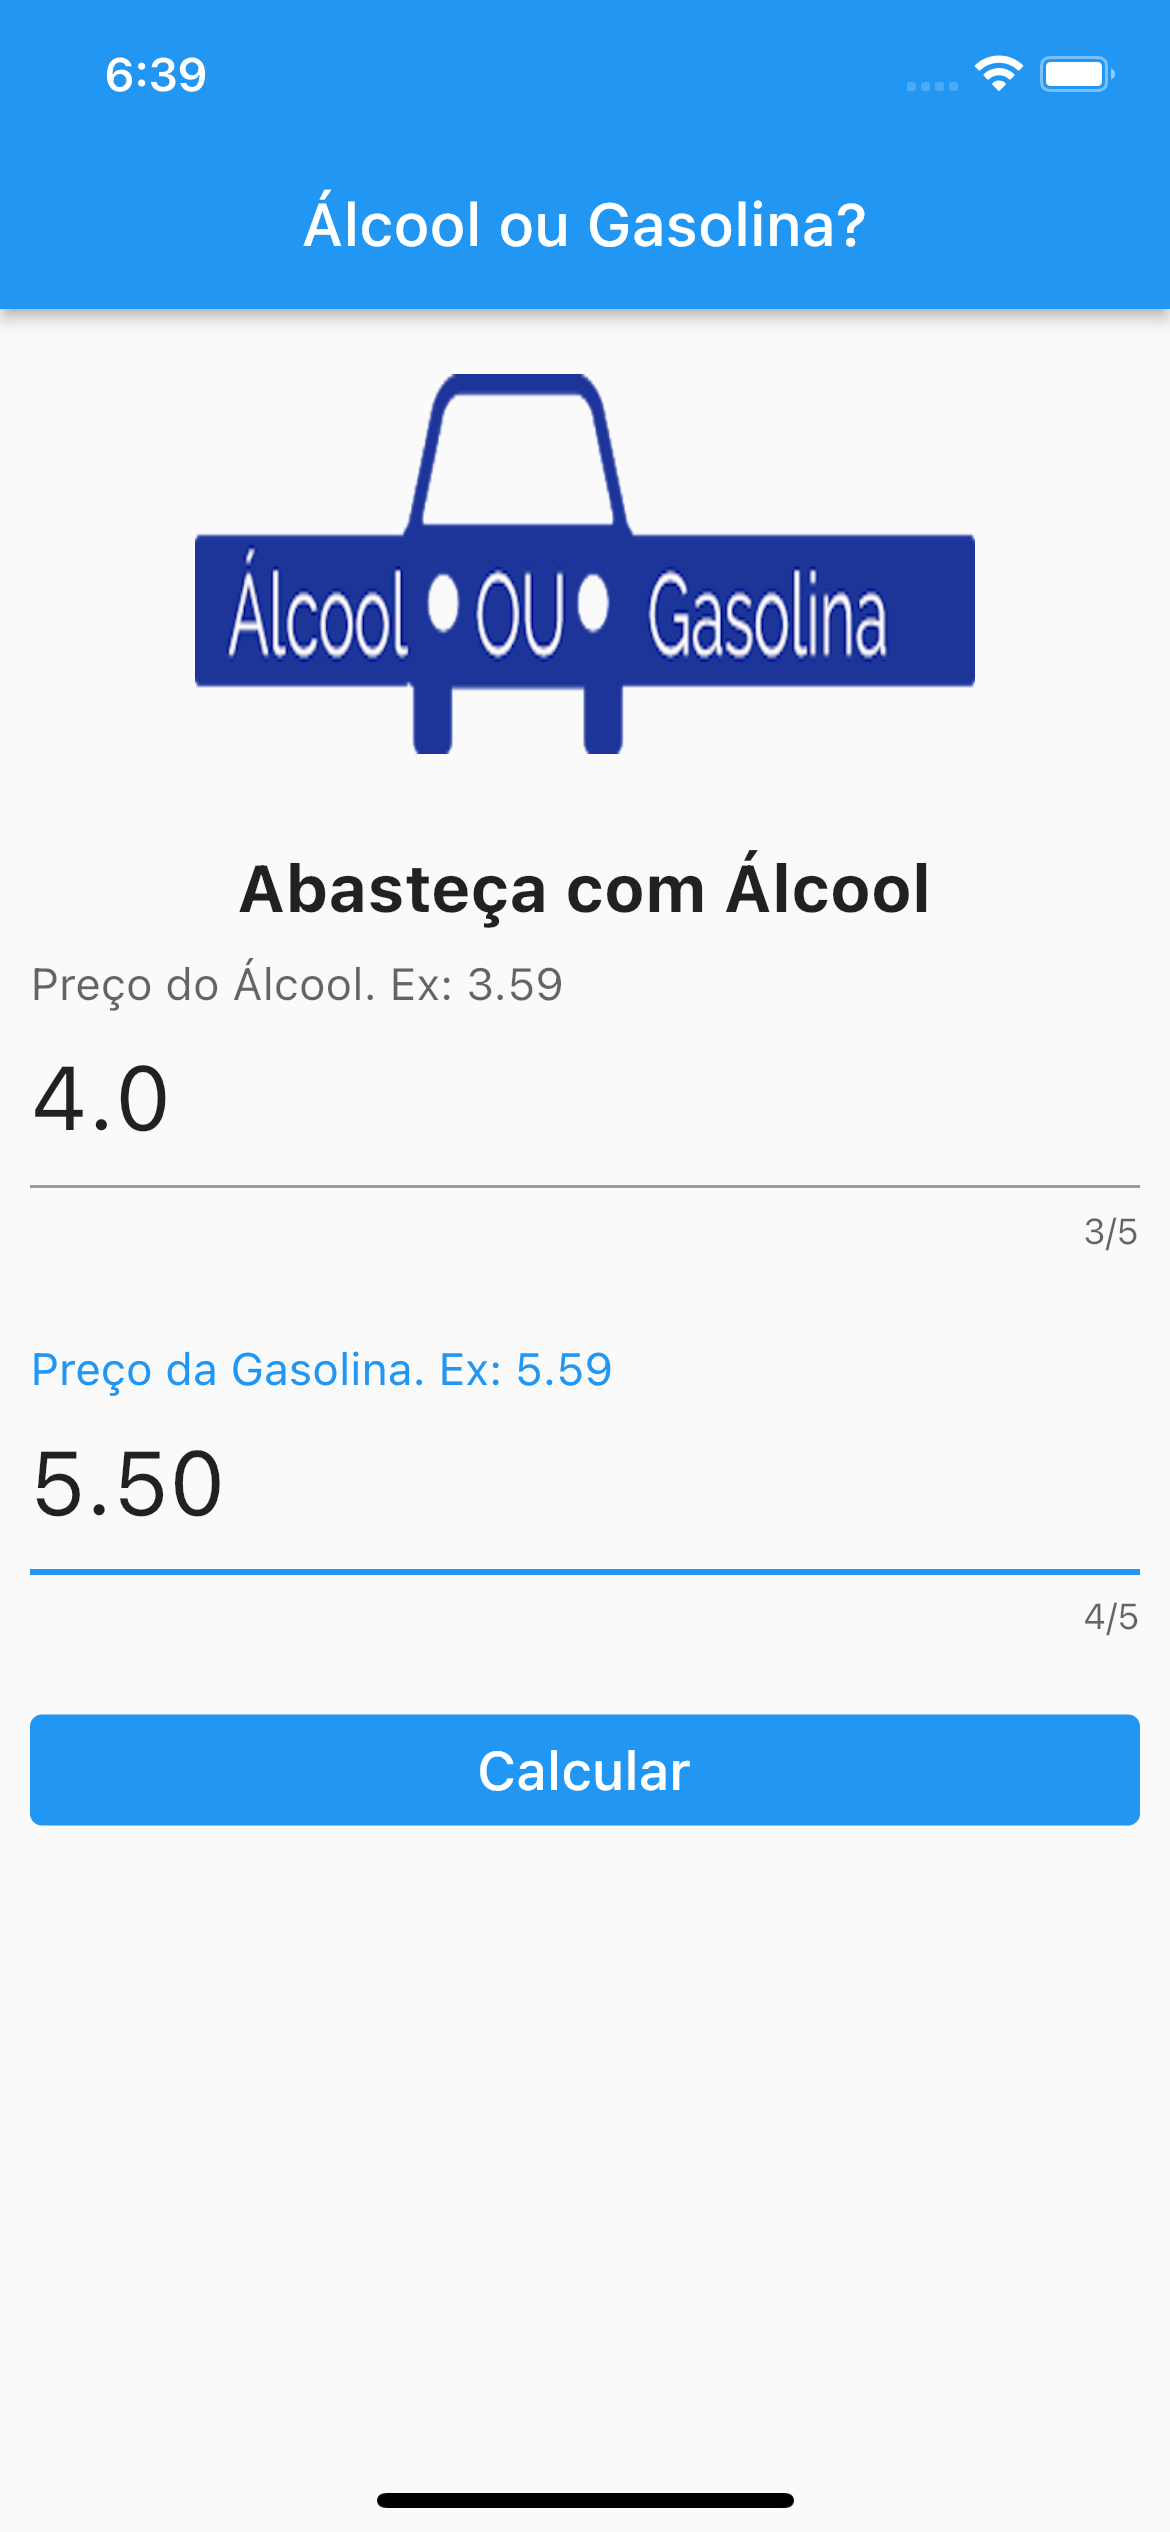 6:39
Álcool ou Gasolina?
Álcool OU Gasolina
Abasteça com Álcool
Preço do Álcool. Ex: 3.59
4.0
3/5
Preço da Gasolina. Ex: 5.59
5.50
4/5
Calcular